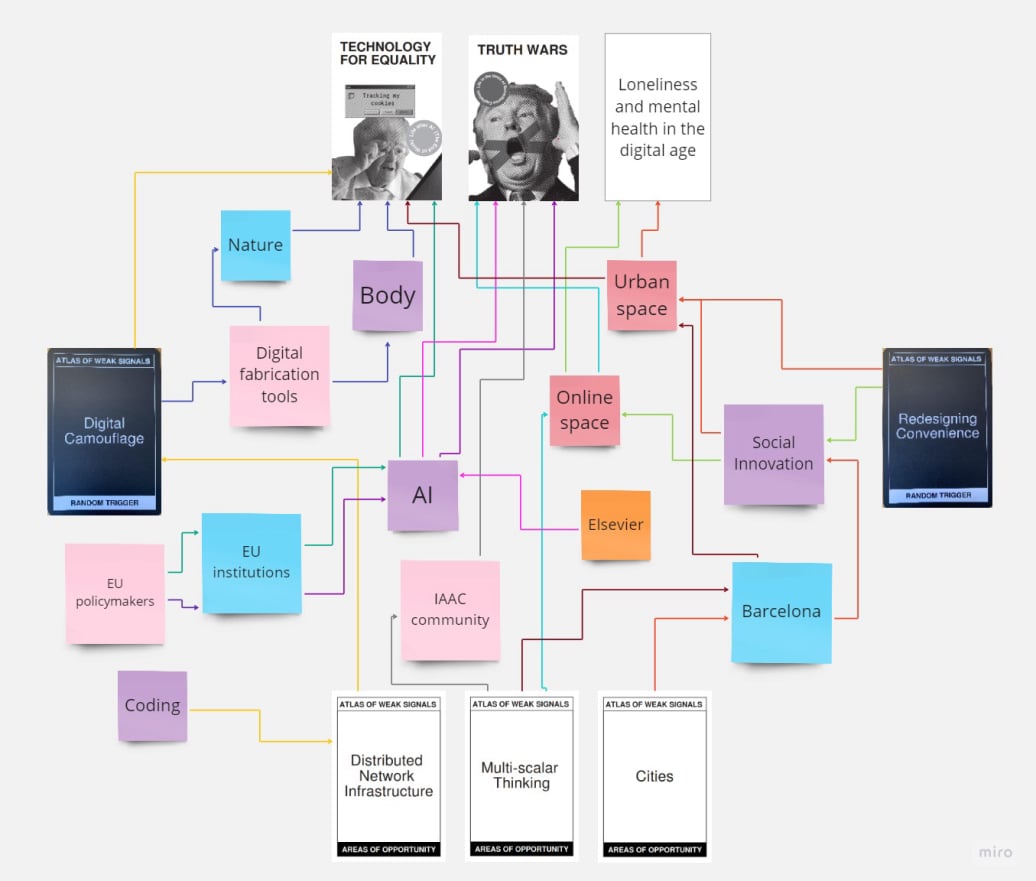 TECHNOLOGY
FOR EQUALITY
Tracking my
cookies
TRUTH WARS
Loneliness
and mental
health in the
digital age
Nature
Body
Urban
space
ATLAS OF WEAK SIGNALS
Digital
Camouflage
RANDOM TRIGGER
Digital
fabrication
tools
Online
space
ATLAS OF WEAK SIGNALS
Redesigning
Convenience
RANDOM TRIGGER
Social
Innovation
AI
Elsevier
EU
institutions
EU
policymakers
IAAC
community
Barcelona
Coding
ATLAS OF WEAK SIGNALS
Distributed
Network
Infrastructure
AREAS OF OPPORTUNITY
ATLAS OF WEAK SIGNALS
Multi-scalar
Thinking
AREAS OF OPPORTUNITY
ATLAS OF WEAK SIGNALS
Cities
AREAS OF OPPORTUNITY
miro